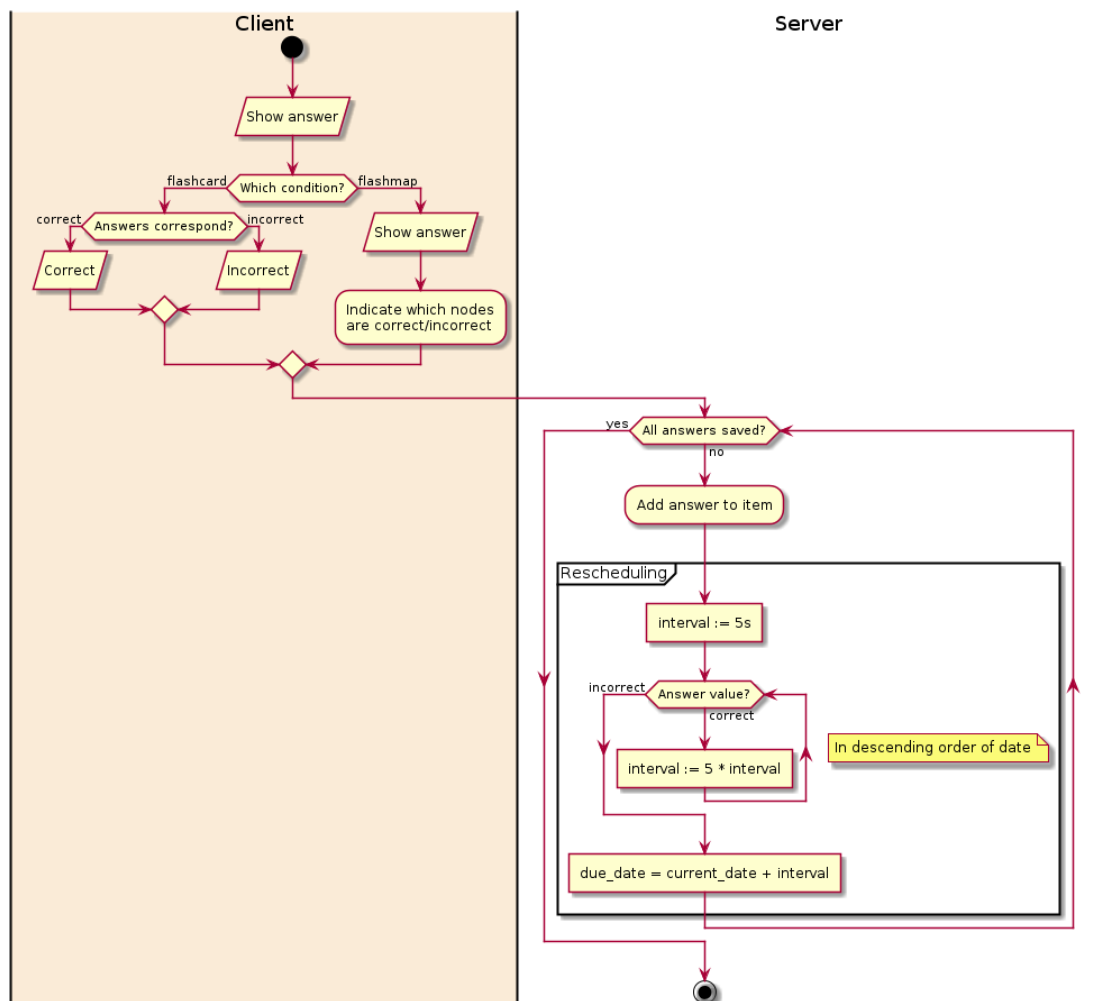 Client
Server
Show answer
Which condition?
flashcard
flashmap
Answers correspond?
correct
incorrect
Show answer
Correct
Incorrect
Indicate which nodes
are correct/incorrect
All answers saved?
yes
no
Add answer to item
Rescheduling
interval := 5s
Answer value?
incorrect
correct
In descending order of date
interval := 5 * interval
due_date = current_date + interval